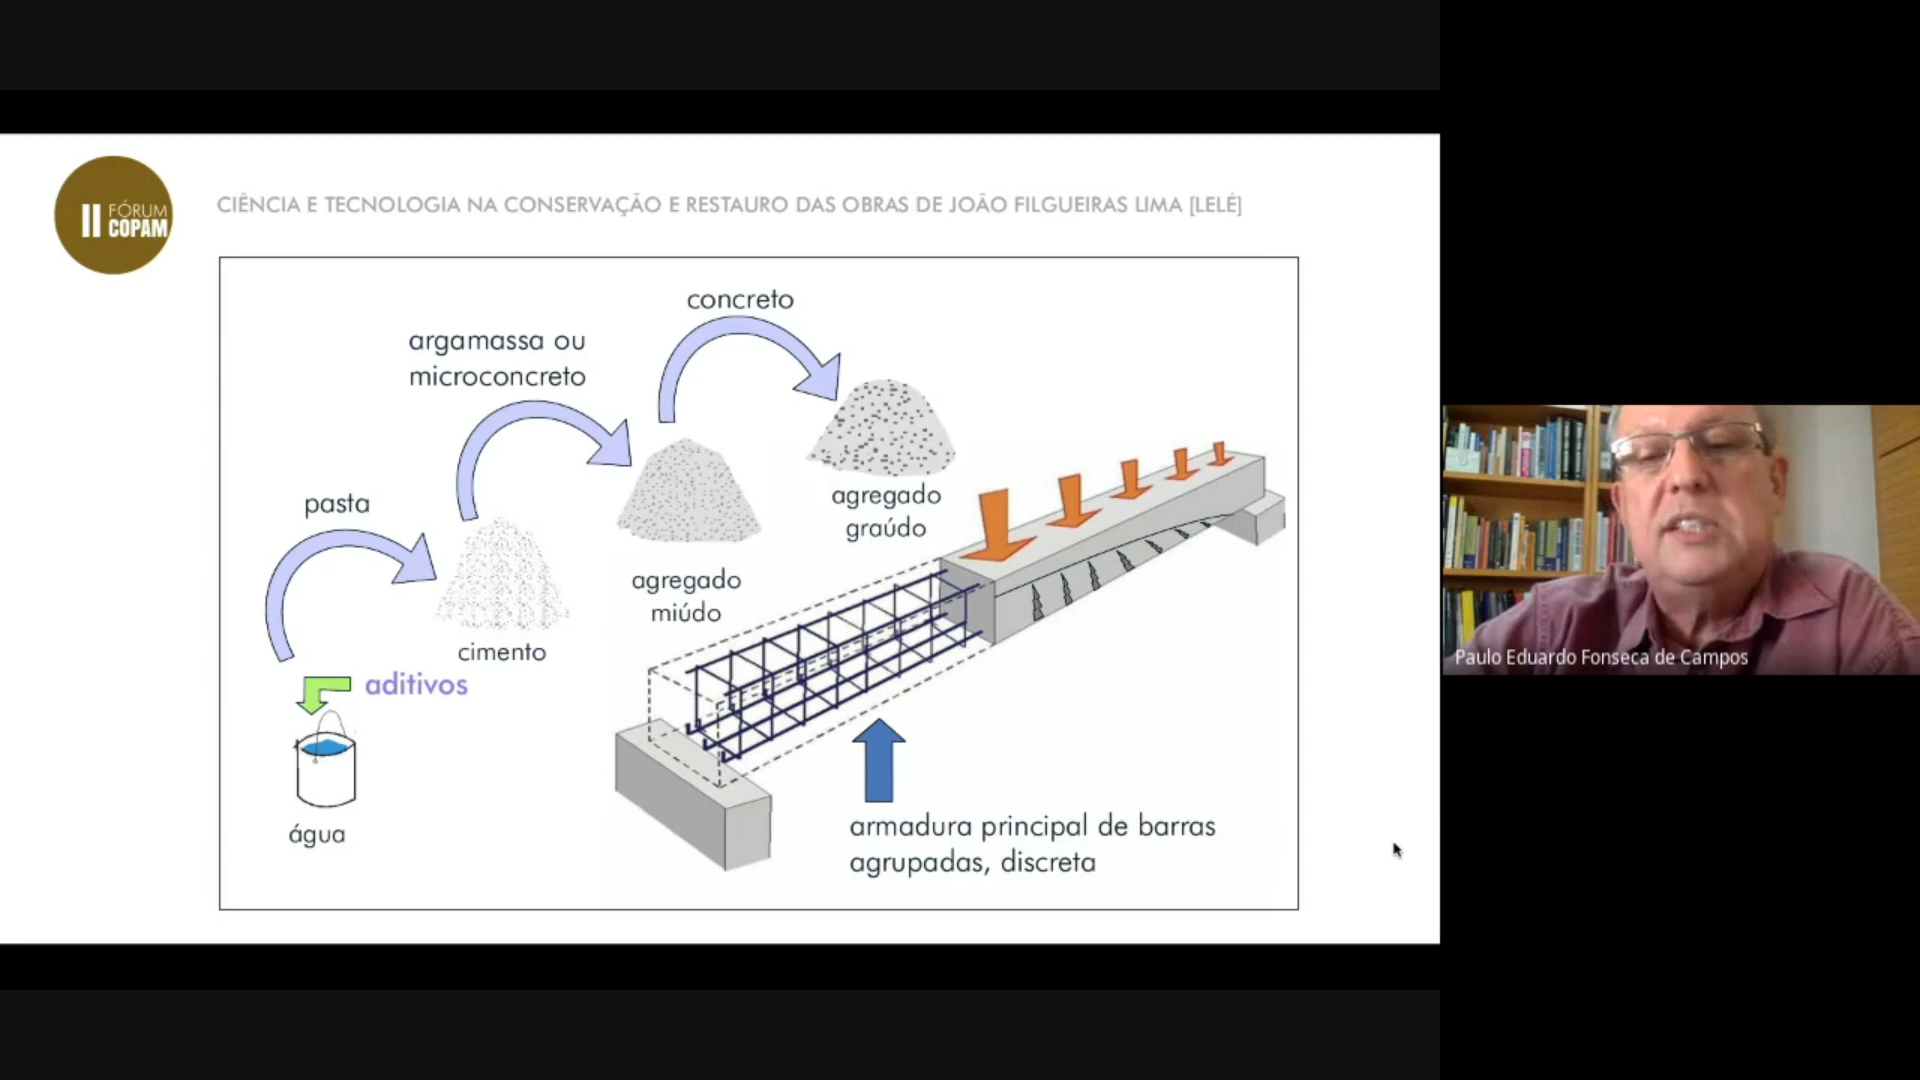 II FÓRUM
COPAM
CIÊNCIA E TECNOLOGIA NA CONSERVAÇÃO E RESTAURO DAS OBRAS DE JOÃO FILGUEIRAS LIMA [LELÉ]
concreto
argamassa ou
microconcreto
pasta
agregado
graúdo
agregado
miúdo
cimento
aditivos
água
armadura principal de barras
agrupadas, discreta
Paulo Eduardo Fonseca de Campos